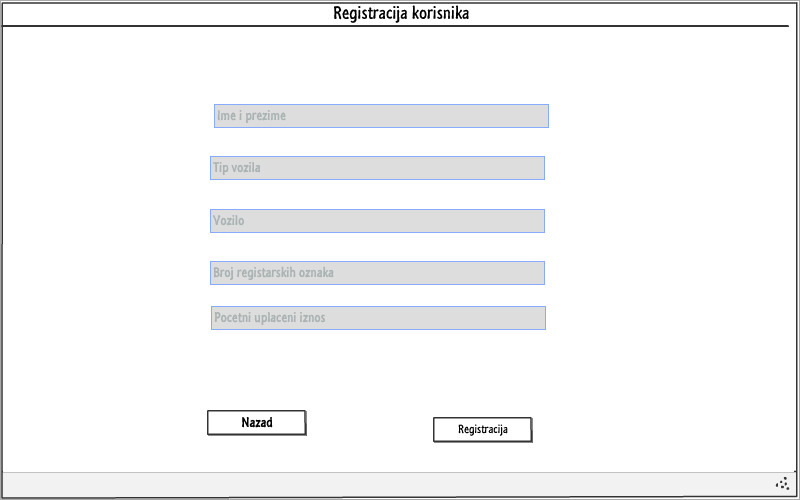 Registracija korisnika
Ime i prezime
Tip vozila
Vozilo
Broj registarskih oznaka
Pocetni uplaceni iznos
Nazad
Registracija